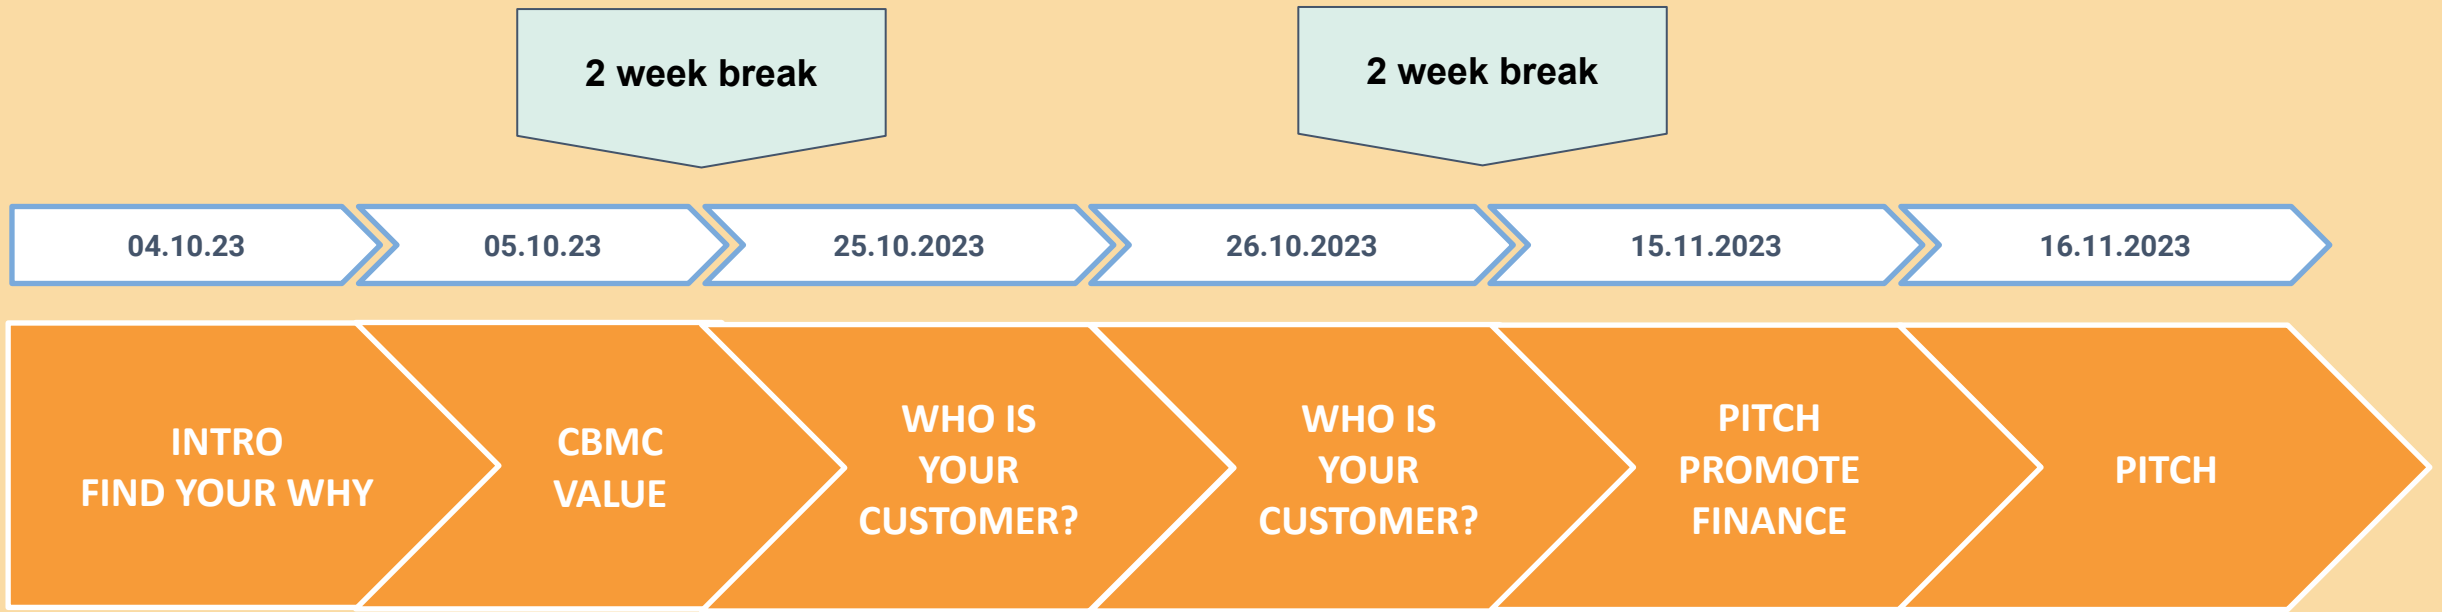 2 week break
2 week break
04.10.23
05.10.23
25.10.2023
26.10.2023
15.11.2023
16.11.2023
INTRO
FIND YOUR WHY
CBMC
VALUE
WHO IS
YOUR
CUSTOMER?
WHO IS
YOUR
CUSTOMER?
PITCH
PROMOTE
FINANCE
PITCH